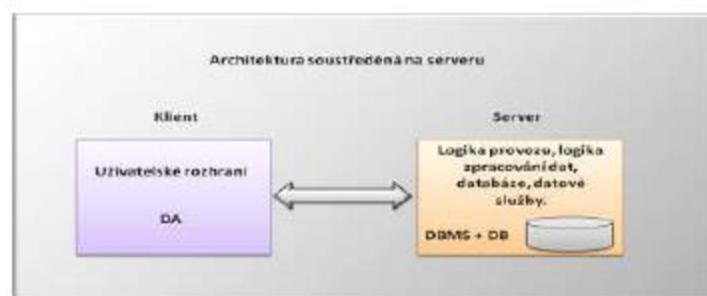 Architektura soustředěná na serveru
Klient
Server
Uživatelské rozhraní
DA
Logika provozu, logika
zpracování dat,
databáze, datové
služby.
DBMS + DB